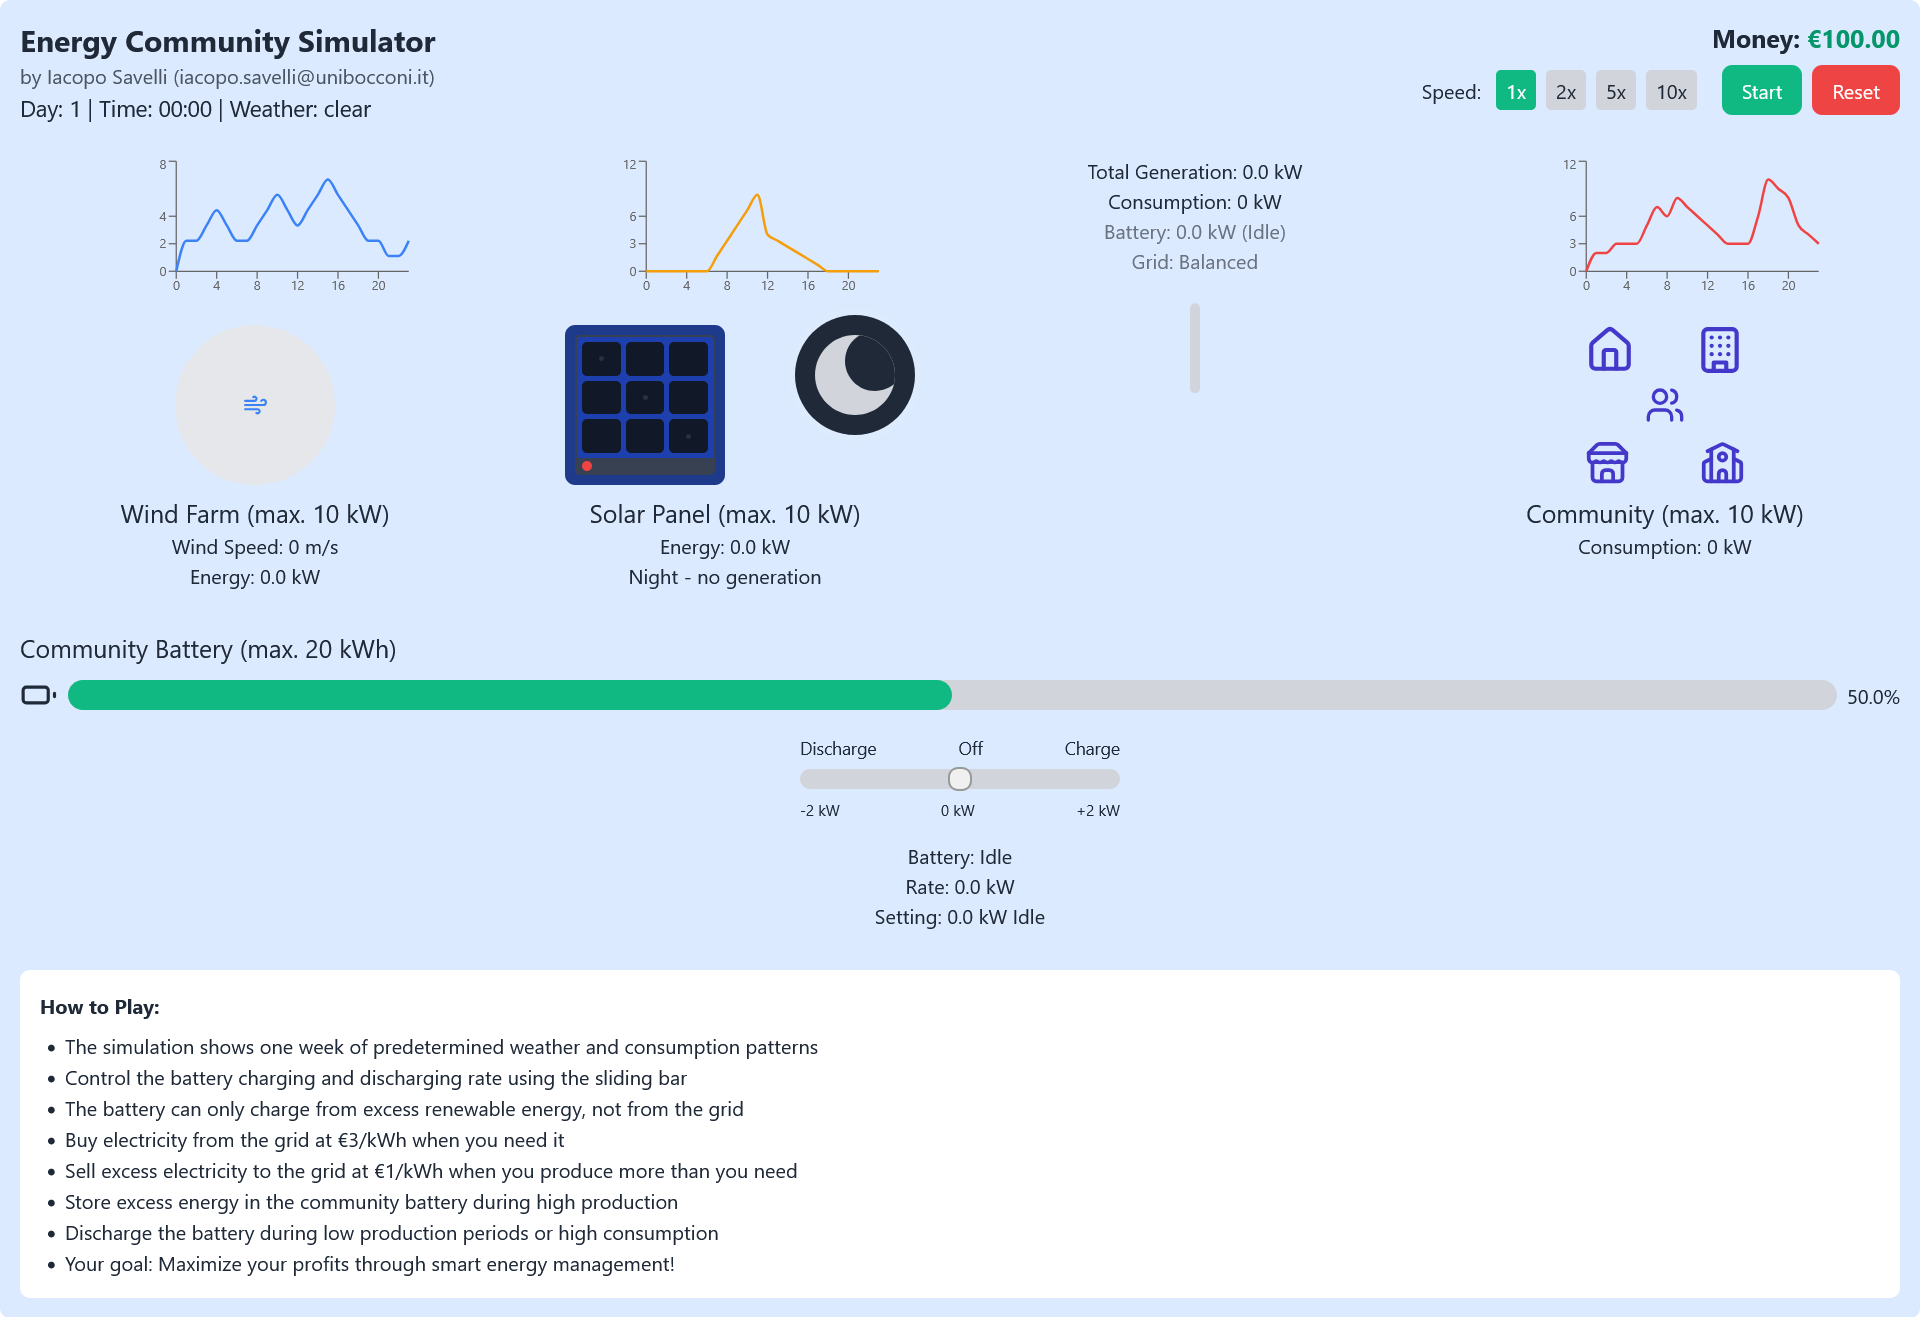 Energy Community Simulator
by Iacopo Savelli (iacopo.savelli@unibocconi.it)
Day: 1 | Time: 00:00 | Weather: clear
Money: €100.00
Speed: 1x 2x 5x 10x Start Reset
8
4
2
0
0 4 8 12 16 20
12
6
3
0
0 4 8 12 16 20
Total Generation: 0.0 kW
Consumption: 0 kW
Battery: 0.0 kW (Idle)
Grid: Balanced
12
6
3
0
0 4 8 12 16 20
Wind Farm (max. 10 kW)
Wind Speed: 0 m/s
Energy: 0.0 kW
Solar Panel (max. 10 kW)
Energy: 0.0 kW
Night - no generation
Community (max. 10 kW)
Consumption: 0 kW
Community Battery (max. 20 kWh)
50.0%
Discharge Off Charge
-2 kW 0 kW +2 kW
Battery: Idle
Rate: 0.0 kW
Setting: 0.0 kW Idle
How to Play:
• The simulation shows one week of predetermined weather and consumption patterns
• Control the battery charging and discharging rate using the sliding bar
• The battery can only charge from excess renewable energy, not from the grid
• Buy electricity from the grid at €3/kWh when you need it
• Sell excess electricity to the grid at €1/kWh when you produce more than you need
• Store excess energy in the community battery during high production
• Discharge the battery during low production periods or high consumption
• Your goal: Maximize your profits through smart energy management!